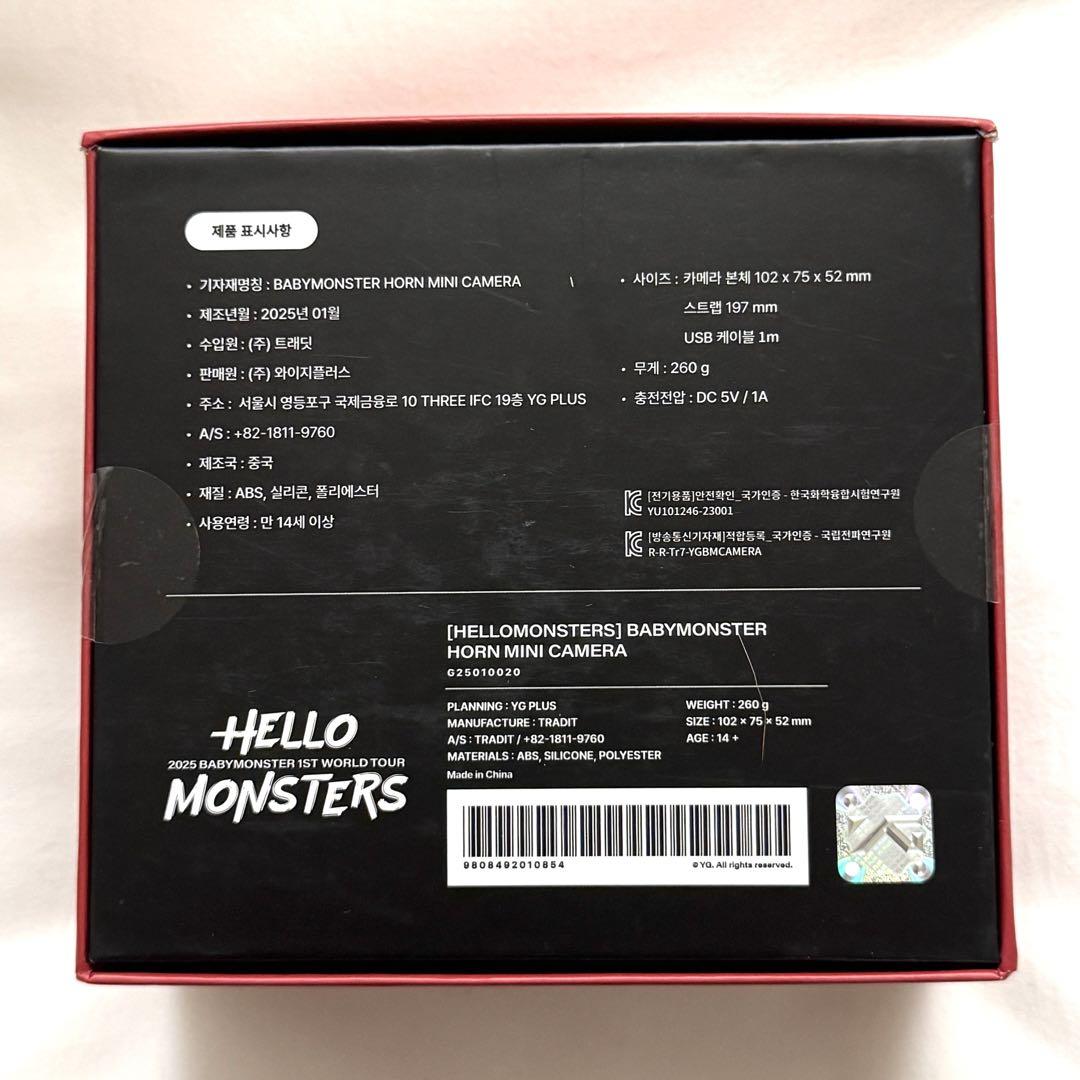 제품 표시사항
• 기자재명칭 : BABYMONSTER HORN MINI CAMERA
• 제조년월 : 2025년 01월
• 수입원 : (주) 트래딧
• 판매원 : (주) 와이지플러스
• 주소 : 서울시 영등포구 국제금융로 10 THREE IFC 19층 YG PLUS
• A/S : +82-1811-9760
• 제조국 : 중국
• 재질 : ABS, 실리콘, 폴리에스터
• 사용연령 : 만 14세 이상
• 사이즈 : 카메라 본체 102 x 75 x 52 mm
스트랩 197 mm
USB 케이블 1m
• 무게 : 260 g
• 충전전압 : DC 5V / 1A
[전기용품]안전확인_국가인증 - 한국화학융합시험연구원
YU101246-23001
[방송통신기자재]적합등록_국가인증 - 국립전파연구원
R-R-Tr7-YGBMCAMERA
HELLO
2025 BABYMONSTER 1ST WORLD TOUR
MONSTERS
[HELLOMONSTERS] BABYMONSTER
HORN MINI CAMERA
G25010020
PLANNING : YG PLUS
MANUFACTURE : TRADIT
A/S : TRADIT / +82-1811-9760
MATERIALS : ABS, SILICONE, POLYESTER
Made in China
WEIGHT : 260 g
SIZE : 102 × 75 × 52 mm
AGE : 14 +
9808492010854
© YG. All rights reserved.